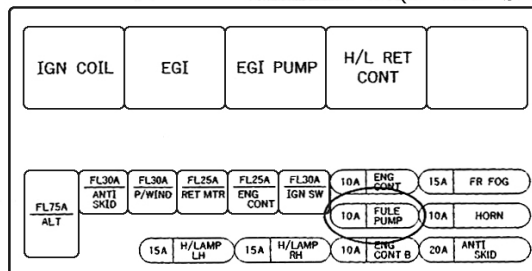 IGN COIL
EGI
EGI PUMP
H/L RET
CONT
FL75A
ALT
FL30A
ANTI
SKID
FL30A
P/WIND
FL25A
RET MTR
FL25A
ENG
CONT
FL30A
IGN SW
10A ENG
CONT
15A FR FOG
10A FULE
PUMP
10A HORN
15A H/LAMP
LH
15A H/LAMP
RH
10A ENG
CONT B
20A ANTI
SKID